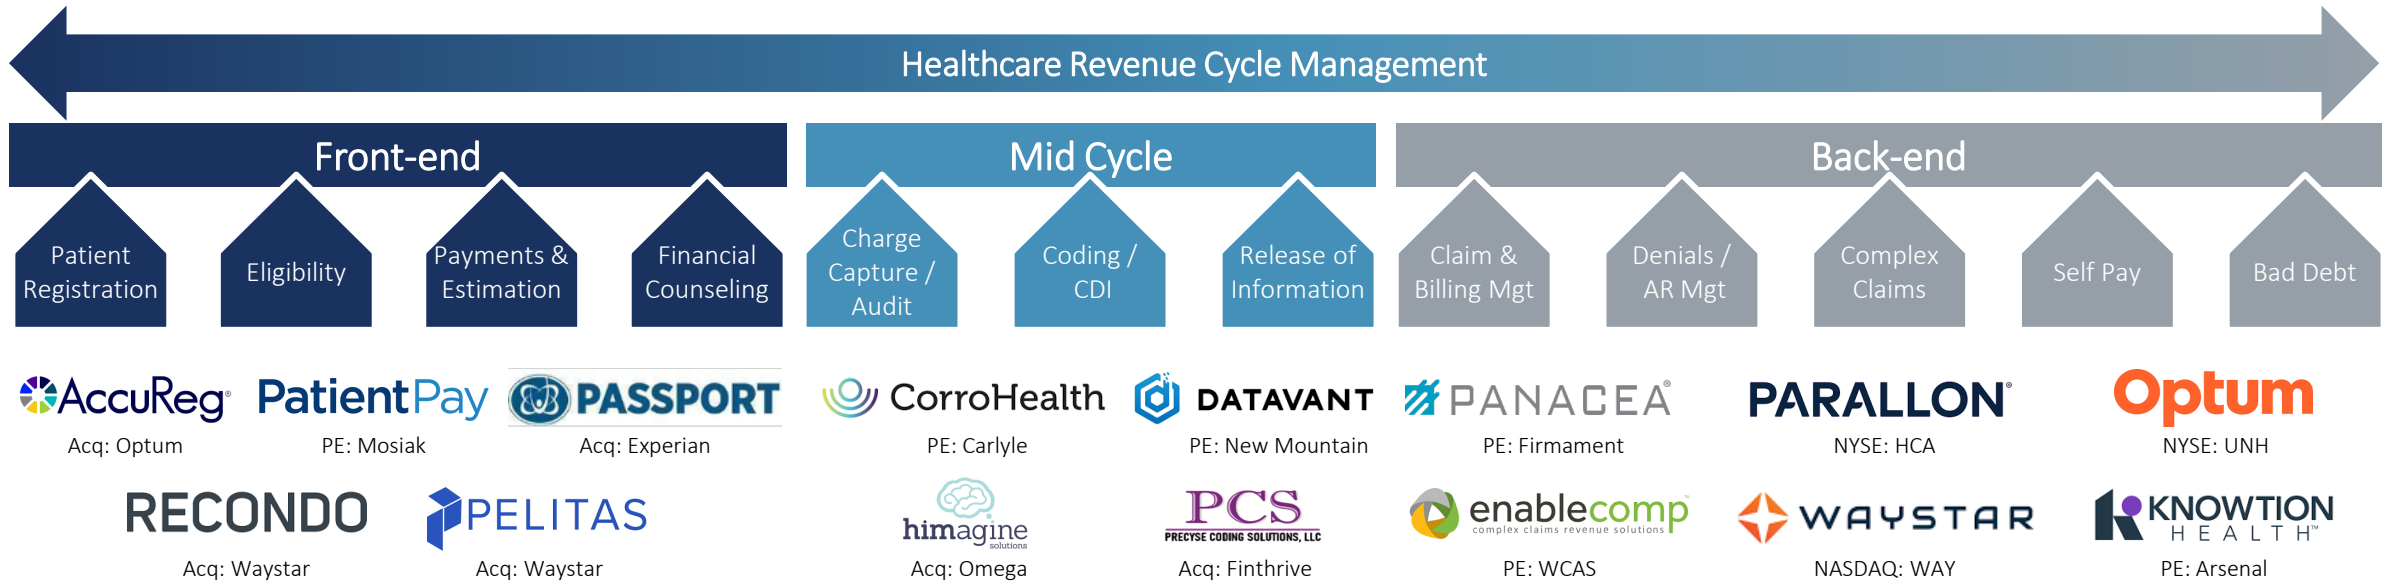 Healthcare Revenue Cycle Management
Front-end
Mid Cycle
Back-end
Patient
Registration
Eligibility
Payments &
Estimation
Financial
Counseling
Charge
Capture /
Audit
Coding /
CDI
Release of
Information
Claim &
Billing Mgt
Denials /
AR Mgt
Complex
Claims
Self Pay
Bad Debt
AccuReg®
PatientPay
PASSPORT
CorroHealth
DATAVANT
PANACEA®
PARALLON®
Optum
Acq: Optum
PE: Mosiak
Acq: Experian
PE: Carlyle
PE: New Mountain
PE: Firmament
NYSE: HCA
NYSE: UNH
RECONDO
PELITAS
himagine
solutions
PCS
PRECYSE CODING SOLUTIONS, LLC
enablecomp™
complex claims revenue solutions
WAYSTAR
KNOWTION
HEALTH™
Acq: Waystar
Acq: Waystar
Acq: Omega
Acq: Finthrive
PE: WCAS
NASDAQ: WAY
PE: Arsenal